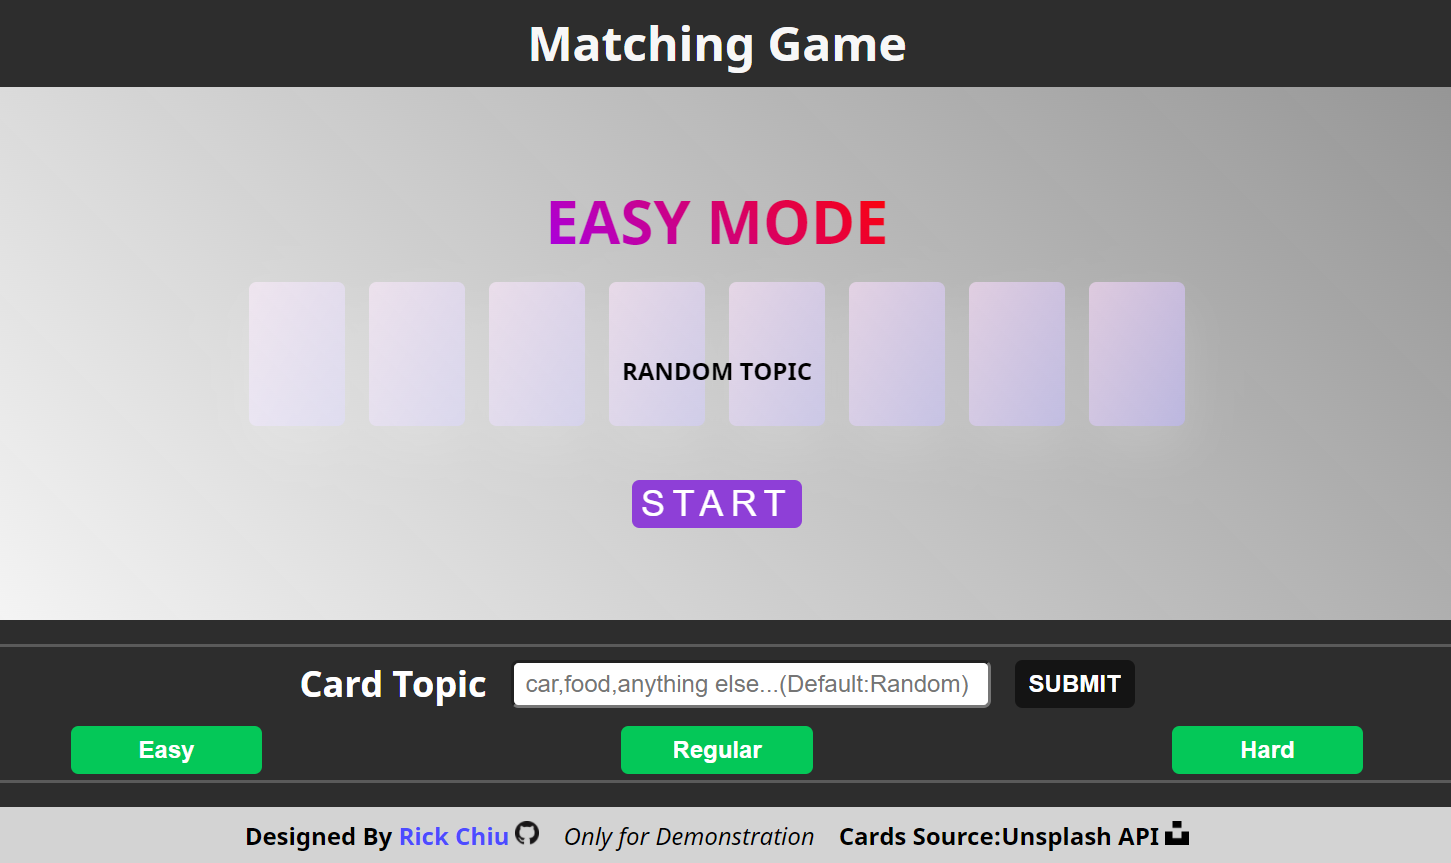 Matching Game
EASY MODE
RANDOM TOPIC
START
Card Topic car,food,anything else...(Default:Random) SUBMIT
Easy Regular Hard
Designed By Rick Chiu Only for Demonstration Cards Source:Unsplash API